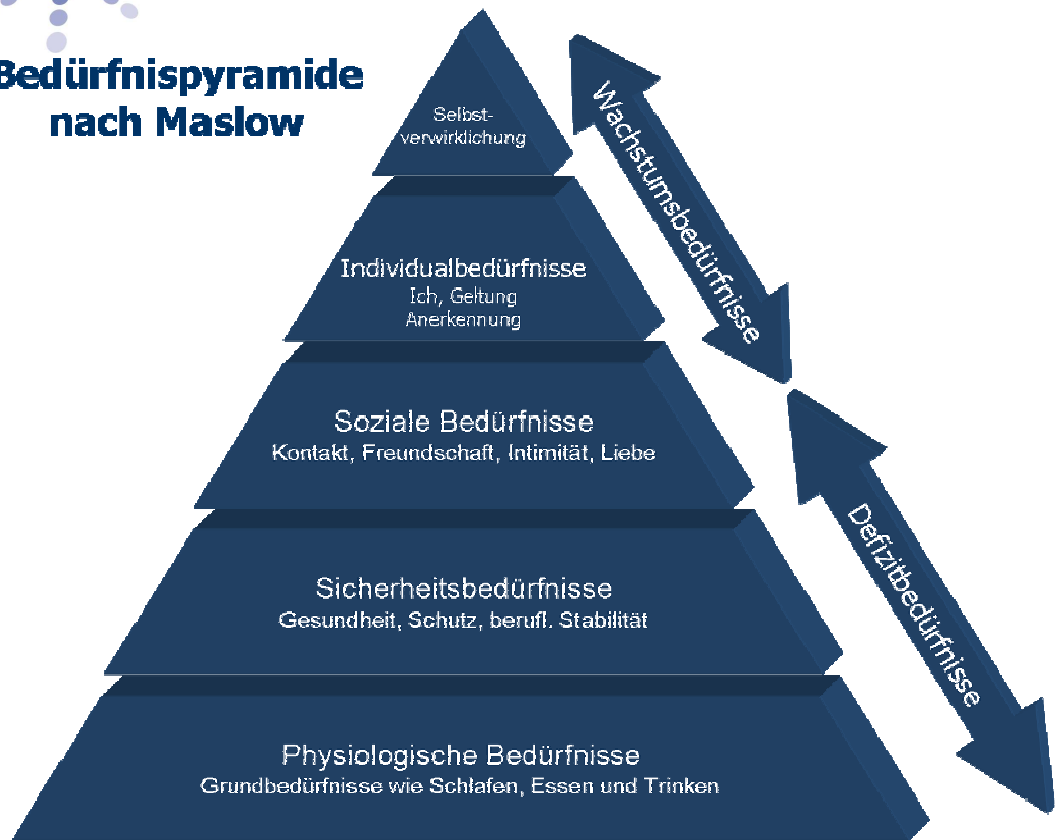 Bedürfnispyramide
nach Maslow
Selbst-
verwirklichung
Individualbedürfnisse
Ich, Geltung
Anerkennung
Soziale Bedürfnisse
Kontakt, Freundschaft, Intimität, Liebe
Sicherheitsbedürfnisse
Gesundheit, Schutz, berufl. Stabilität
Physiologische Bedürfnisse
Grundbedürfnisse wie Schlafen, Essen und Trinken
Wachstumsbedürfnisse
Defizitbedürfnisse